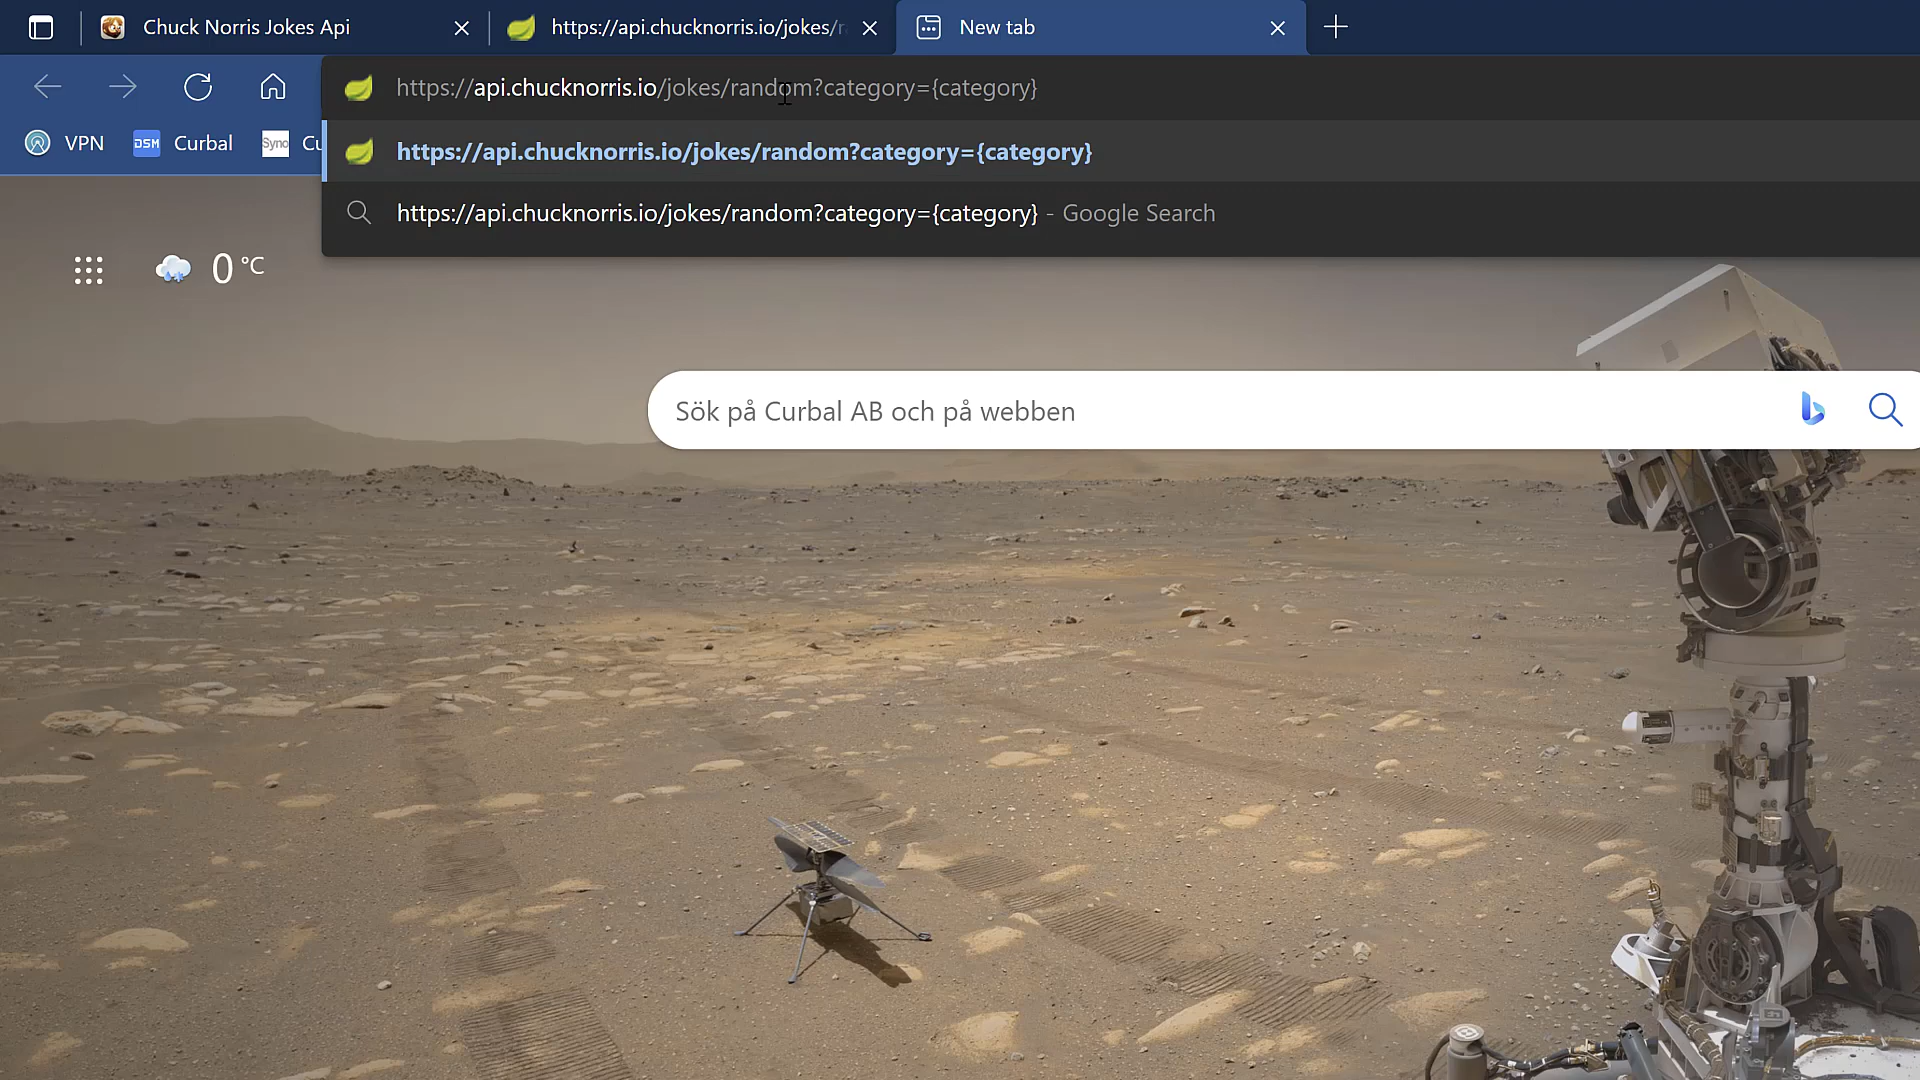 Chuck Norris Jokes Api
https://api.chucknorris.io/jokes/r
New tab
https://api.chucknorris.io/jokes/random?category={category}
VPN
DSM
Curbal
Syno
Cu
https://api.chucknorris.io/jokes/random?category={category}
https://api.chucknorris.io/jokes/random?category={category} - Google Search
0 °C
Sök på Curbal AB och på webben